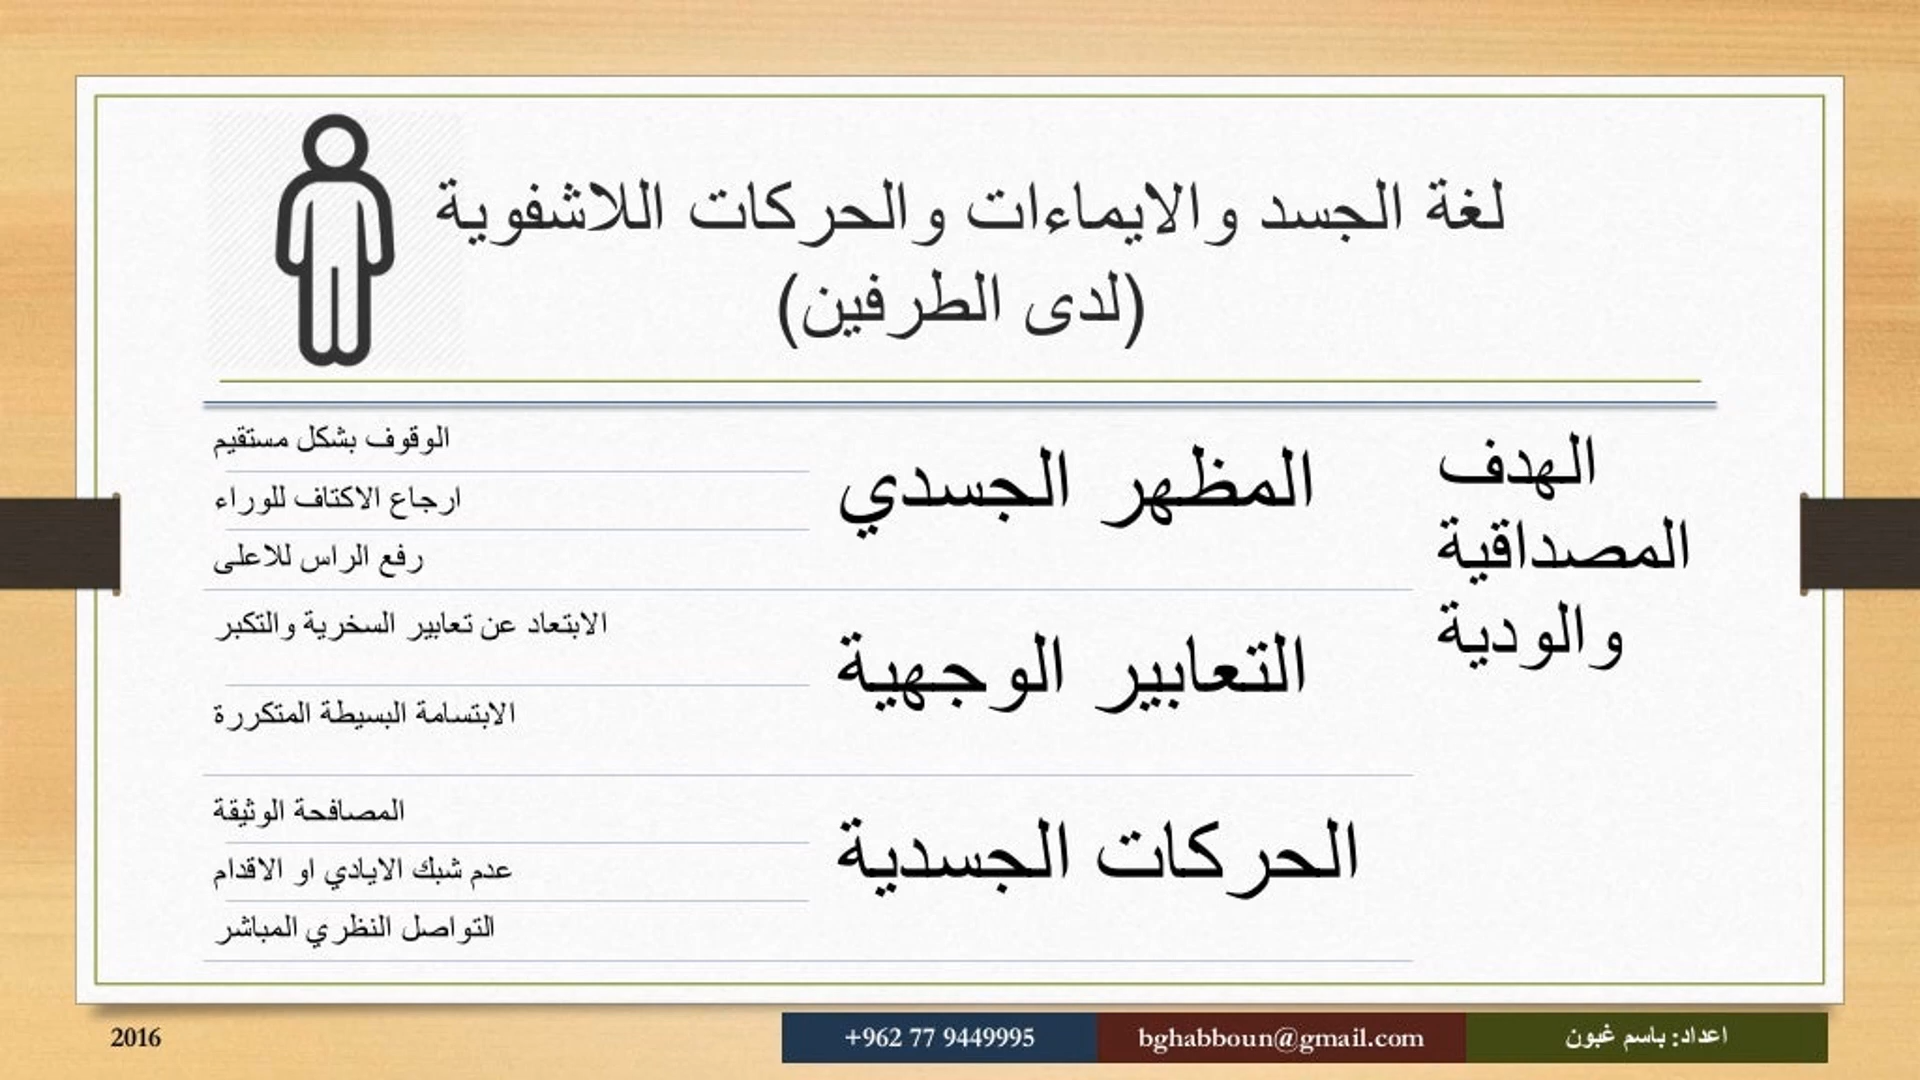 لغة الجسد والايماءات والحركات اللاشفوية
(لدى الطرفين)
الهدف
المصداقية
والودية
المظهر الجسدي
الوقوف بشكل مستقيم
ارجاع الاكتاف للوراء
رفع الراس للاعلى
التعابير الوجهية
الابتعاد عن تعابير السخرية والتكبر
الابتسامة البسيطة المتكررة
الحركات الجسدية
المصافحة الوثيقة
عدم شبك الايادي او الاقدام
التواصل النظري المباشر
اعداد: باسم غبون
bghabboun@gmail.com
+962 77 9449995
2016